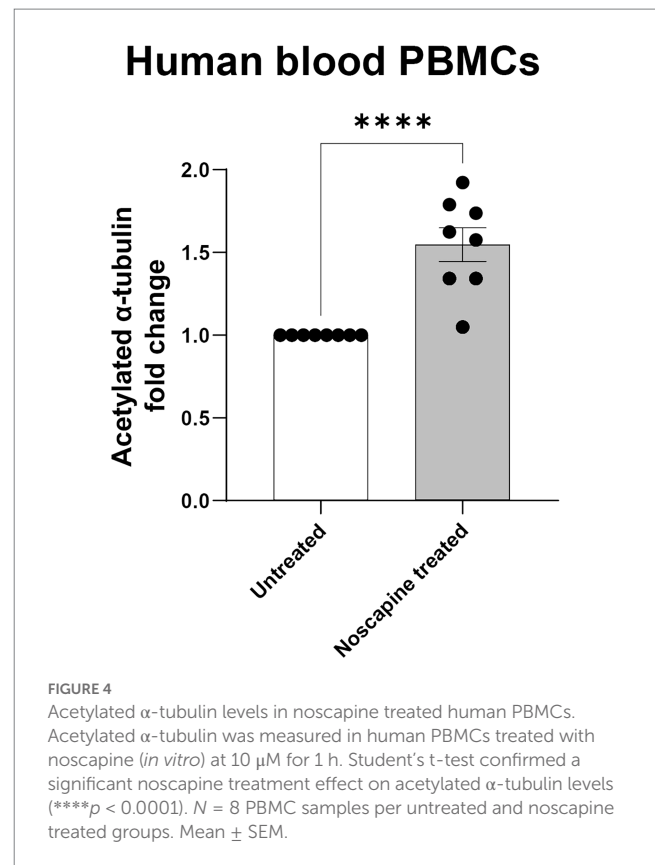 Human blood PBMCs
****
Acetylated α-tubulin
fold change
2.0
1.5
1.0
0.5
0.0
Untreated
Noscapine treated
FIGURE 4
Acetylated α-tubulin levels in noscapine treated human PBMCs.
Acetylated α-tubulin was measured in human PBMCs treated with
noscapine (in vitro) at 10 μM for 1 h. Student’s t-test confirmed a
significant noscapine treatment effect on acetylated α-tubulin levels
(****p < 0.0001). N = 8 PBMC samples per untreated and noscapine
treated groups. Mean ± SEM.